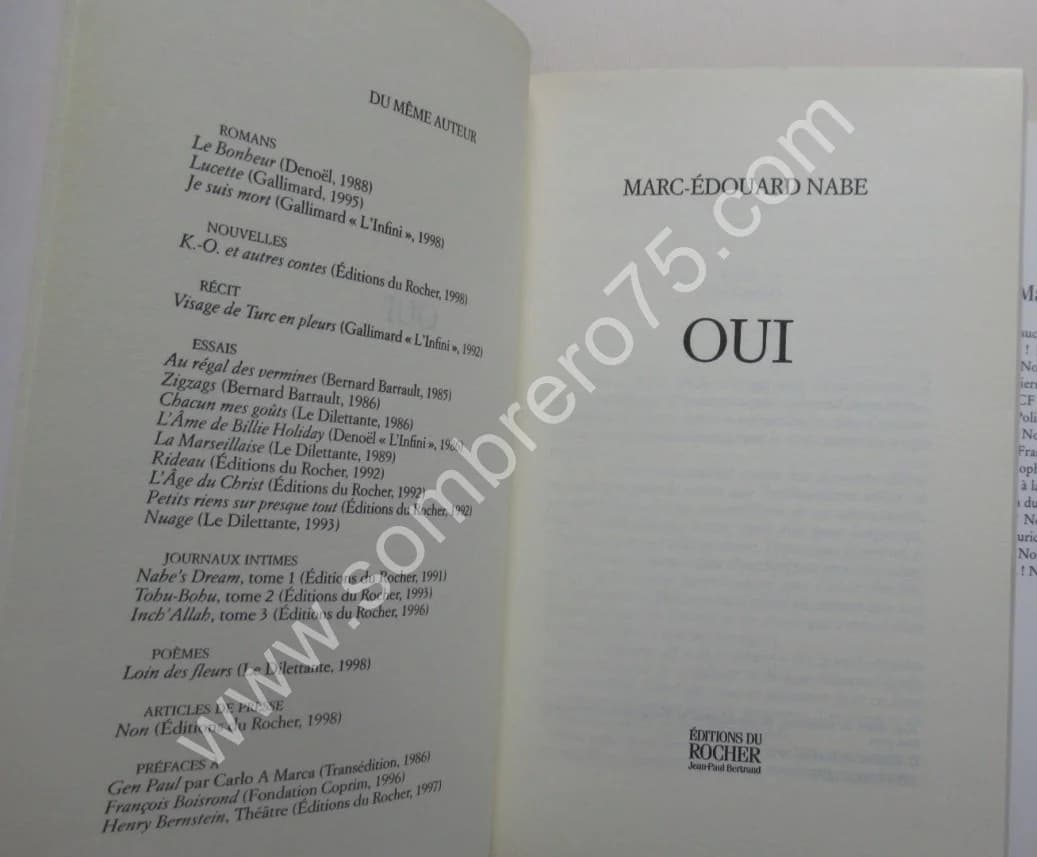 DU MÊME AUTEUR
ROMANS
Le Bonheur (Denoël, 1988)
Lucette (Gallimard, 1995)
Je suis mort (Gallimard « L'Infini », 1998)
NOUVELLES
K.-O. et autres contes (Éditions du Rocher, 1998)
RÉCIT
Visage de Turc en pleurs (Gallimard « L'Infini », 1992)
ESSAIS
Au régal des vermines (Bernard Barrault, 1985)
Zigzags (Bernard Barrault, 1986)
Chacun mes goûts (Le Dilettante, 1986)
L'Âme de Billie Holiday (Denoël « L'Infini », 1986)
La Marseillaise (Le Dilettante, 1989)
Rideau (Éditions du Rocher, 1992)
L'Âge du Christ (Éditions du Rocher, 1992)
Petits riens sur presque tout (Éditions du Rocher, 1992)
Nuage (Le Dilettante, 1993)
JOURNAUX INTIMES
Nabe's Dream, tome 1 (Éditions du Rocher, 1991)
Tohu-Bohu, tome 2 (Éditions du Rocher, 1993)
Inch'Allah, tome 3 (Éditions du Rocher, 1996)
POÈMES
Loin des fleurs (Le Dilettante, 1998)
ARTICLES DE PRESSE
Non (Éditions du Rocher, 1998)
PRÉFACES À
Gen Paul par Carlo A Marca (Transédition, 1986)
François Boisrond (Fondation Coprim, 1996)
Henry Bernstein, Théâtre (Éditions du Rocher, 1997)
MARC-ÉDOUARD NABE
OUI
ÉDITIONS DU
ROCHER
Jean-Paul Bertrand
www.sombrero75.com